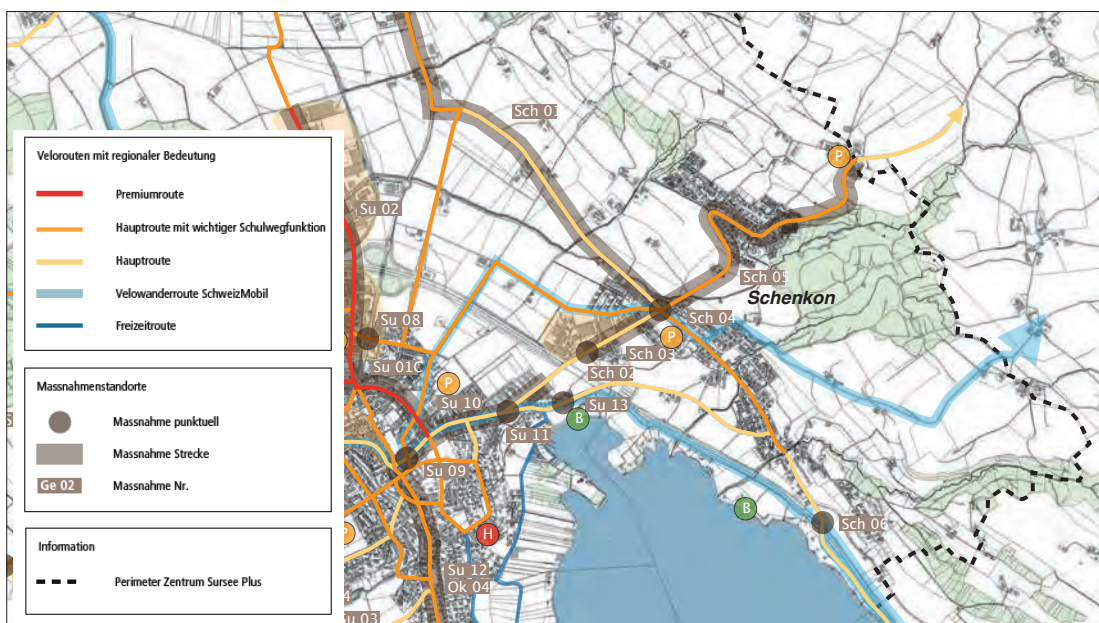 Velorouten mit regionaler Bedeutung
Premiumroute
Hauptroute mit wichtiger Schulwegfunktion
Hauptroute
Velowanderroute SchweizMobil
Freizeitroute
Massnahmenstandorte
Massnahme punktuell
Massnahme Strecke
Ge 02
Massnahme Nr.
Information
Perimeter Zentrum Sursee Plus
Sch 01
P
Su 02
Sch 05
Schenkon
Sch 04
Su 08
P
Sch 03
Su 01C
Sch 02
P
Su 10
Su 13
B
Su 11
Su 09
B
Sch 06
P
H
Su 12
Ok 04
Su 03